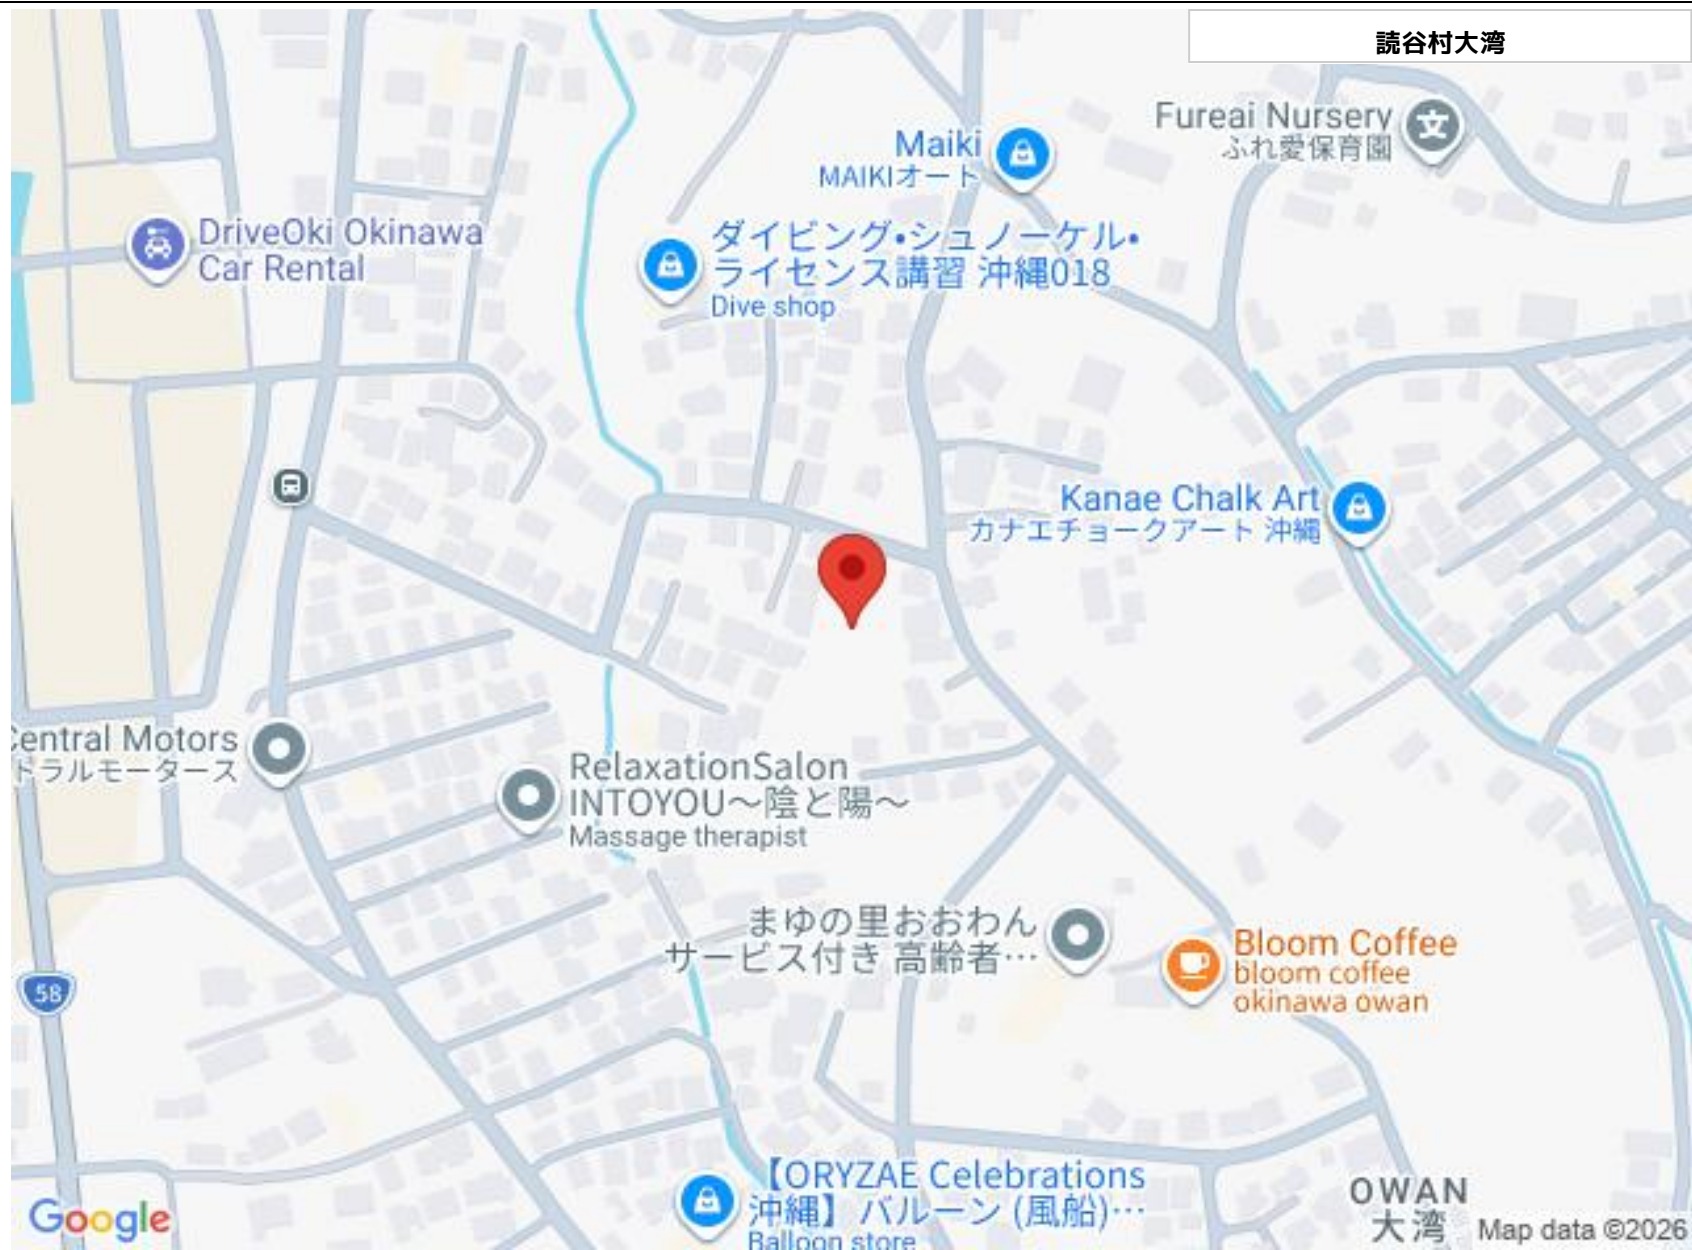 読谷村大湾
Fureai Nursery
ふれ愛保育園
Maiki
MAIKIオート
DriveOki Okinawa
Car Rental
ダイビング•シュノーケル•
ライセンス講習 沖縄018
Dive shop
Kanae Chalk Art
カナエチョークアート 沖縄
Central Motors
トラルモータース
RelaxationSalon
INTOYOU～陰と陽～
Massage therapist
まゆの里おおわん
サービス付き 高齢者…
Bloom Coffee
bloom coffee
okinawa owan
58
【ORYZAE Celebrations
沖縄】バルーン (風船)…
Balloon store
OWAN
大湾
Google
Map data ©2026